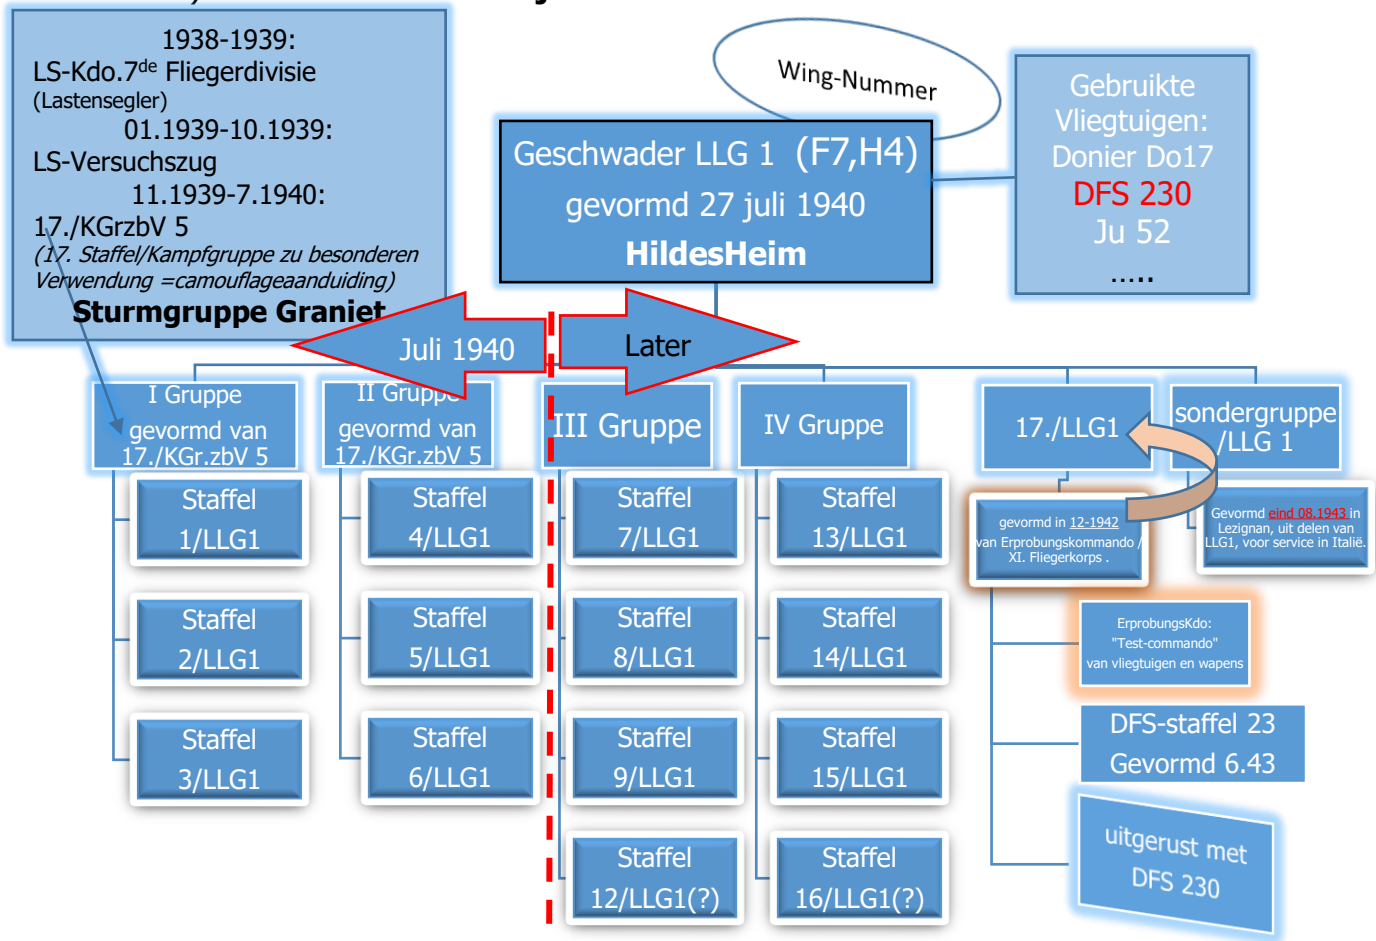 1938-1939:
LS-Kdo.7de Fliegerdivisie
(Lastensegler)
01.1939-10.1939:
LS-Versuchszug
11.1939-7.1940:
17./KGrzbV 5
(17. Staffel/Kampfgruppe zu besonderen
Verwendung =camouflageaanduiding)
Sturmgruppe Graniet
Wing-Nummer
Geschwader LLG 1 (F7,H4)
gevormd 27 juli 1940
HildesHeim
Gebruikte
Vliegtuigen:
Donier Do17
DFS 230
Ju 52
.....
Juli 1940
Later
I Gruppe
gevormd van
17./KGr.zbV 5
Staffel
1/LLG1
Staffel
2/LLG1
Staffel
3/LLG1
II Gruppe
gevormd van
17./KGr.zbV 5
Staffel
4/LLG1
Staffel
5/LLG1
Staffel
6/LLG1
III Gruppe
Staffel
7/LLG1
Staffel
8/LLG1
Staffel
9/LLG1
Staffel
12/LLG1(?)
IV Gruppe
Staffel
13/LLG1
Staffel
14/LLG1
Staffel
15/LLG1
Staffel
16/LLG1(?)
17./LLG1
gevormd in 12-1942
van Erprobungskommando /
XI. Fliegerkorps .
ErprobungsKdo:
"Test-commando"
van vliegtuigen en wapens
DFS-staffel 23
Gevormd 6.43
uitgerust met
DFS 230
sondergruppe
/LLG 1
Gevormd eind 08.1943 in
Lezignan, uit delen van
LLG1, voor service in Italië.